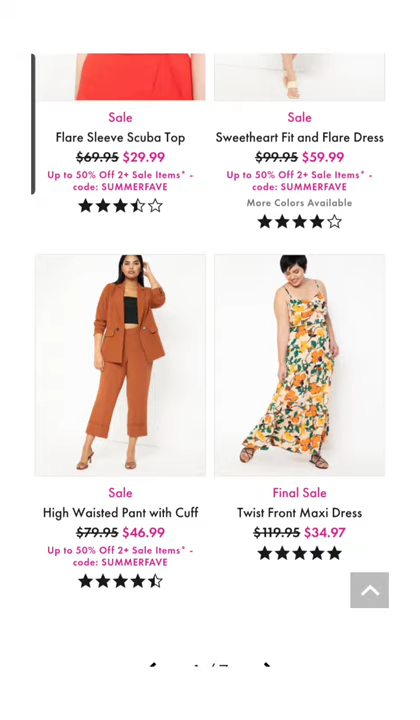 Sale
Flare Sleeve Scuba Top
$69.95 $29.99
Up to 50% Off 2+ Sale Items* -
code: SUMMERFAVE
Sale
Sweetheart Fit and Flare Dress
$99.95 $59.99
Up to 50% Off 2+ Sale Items* -
code: SUMMERFAVE
More Colors Available
Sale
High Waisted Pant with Cuff
$79.95 $46.99
Up to 50% Off 2+ Sale Items* -
code: SUMMERFAVE
Final Sale
Twist Front Maxi Dress
$119.95 $34.97